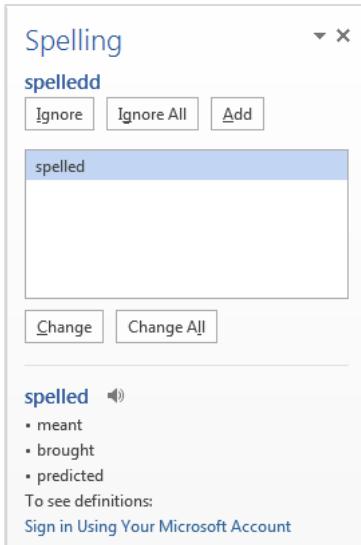 Spelling
spelledd
Ignore Ignore All Add
spelled
Change Change All
spelled
• meant
• brought
• predicted
To see definitions:
Sign in Using Your Microsoft Account